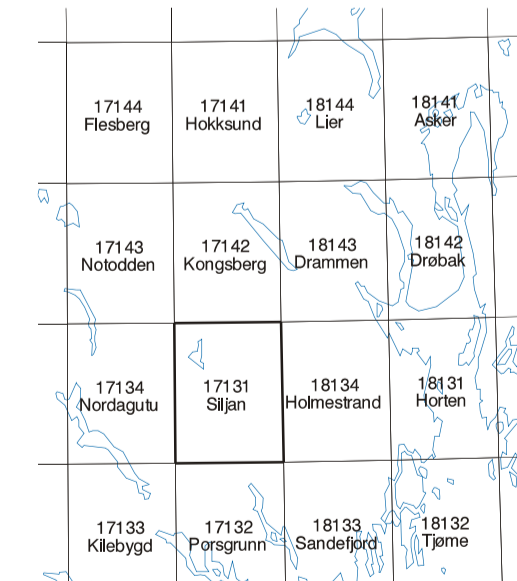 17144
Flesberg
17141
Hokksund
18144
Lier
18141
Asker
17143
Notodden
17142
Kongsberg
18143
Drammen
18142
Drøbak
17134
Nordagutu
17131
Siljan
18134
Holmestrand
18131
Horten
17133
Kilebygd
17132
Porsgrunn
18133
Sandefjord
18132
Tjøme